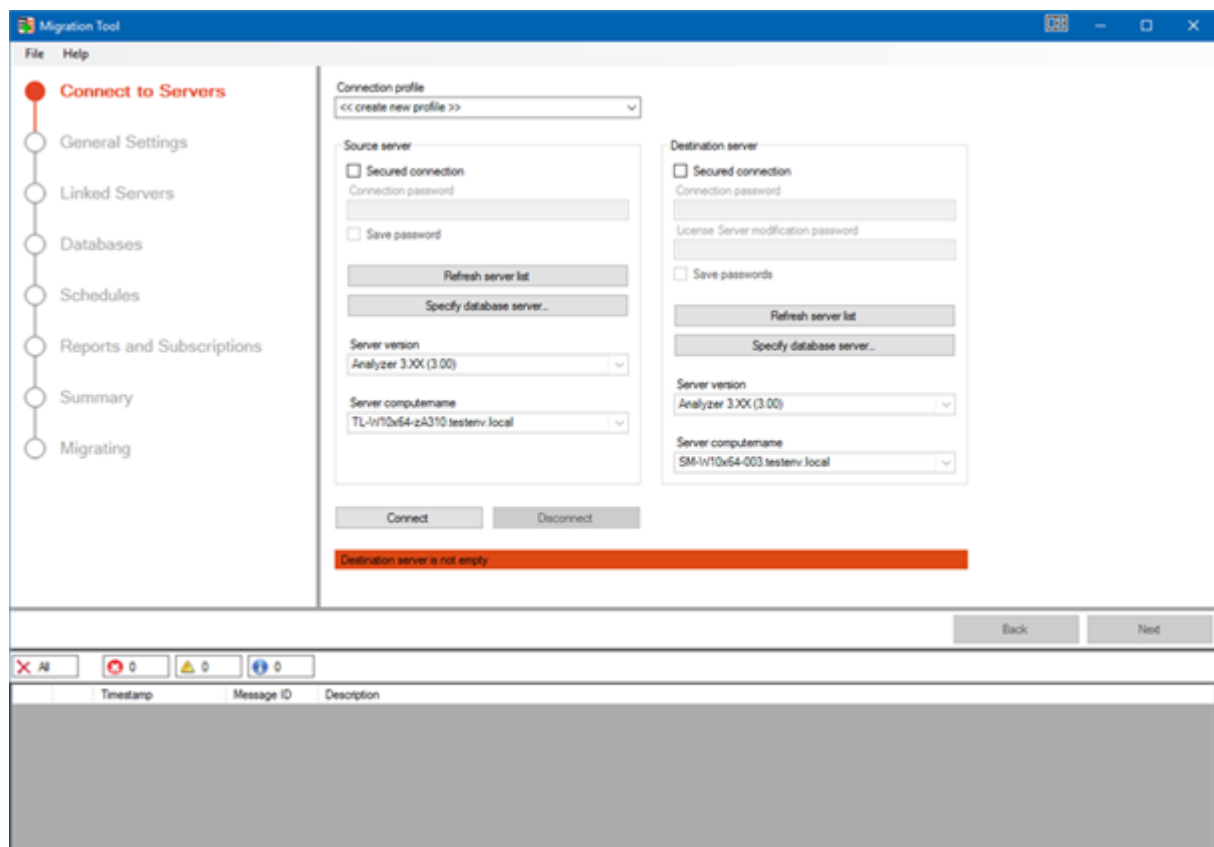 Migration Tool
File Help
Connect to Servers
General Settings
Linked Servers
Databases
Schedules
Reports and Subscriptions
Summary
Migrating
Connection profile
<< create new profile >>
Source server
Secured connection
Connection password
Save password
Refresh server list
Specify database server...
Server version
Analyzer 3.XX (3.00)
Server computername
TL-W10x64-zA310.testenv.local
Destination server
Secured connection
Connection password
License Server modification password
Save passwords
Refresh server list
Specify database server...
Server version
Analyzer 3.XX (3.00)
Server computername
SM-W10x64-003.testenv.local
Connect Disconnect
Destination server is not empty
Back Next
All 0 0 0
Timestamp Message ID Description